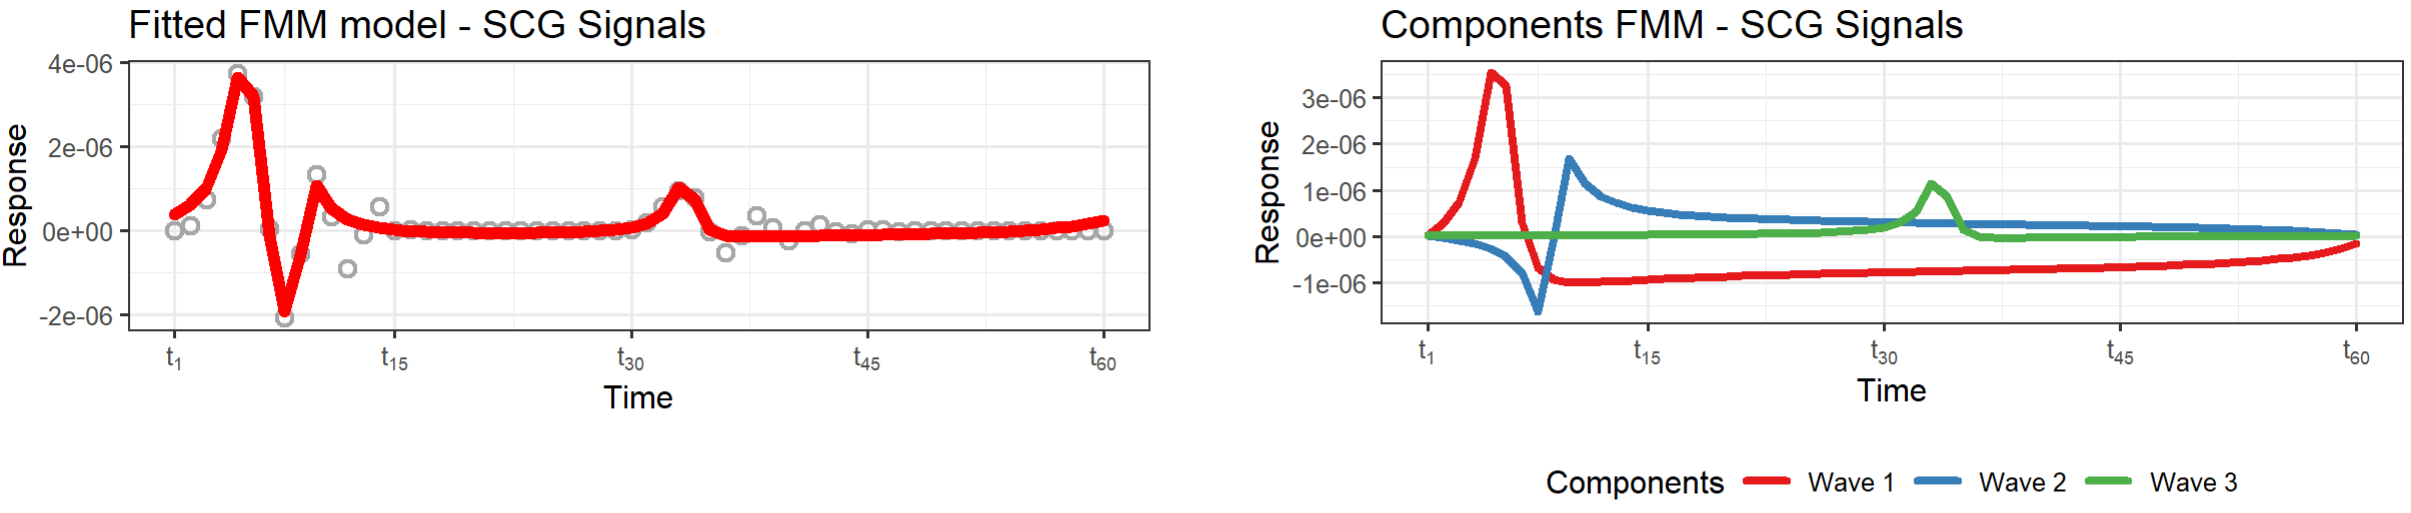 Fitted FMM model - SCG Signals
4e-06
2e-06
0e+00
-2e-06
Response
t1 t15 t30 t45 t60
Time
Components FMM - SCG Signals
3e-06
2e-06
1e-06
0e+00
-1e-06
Response
t1 t15 t30 t45 t60
Time
Components Wave 1 Wave 2 Wave 3